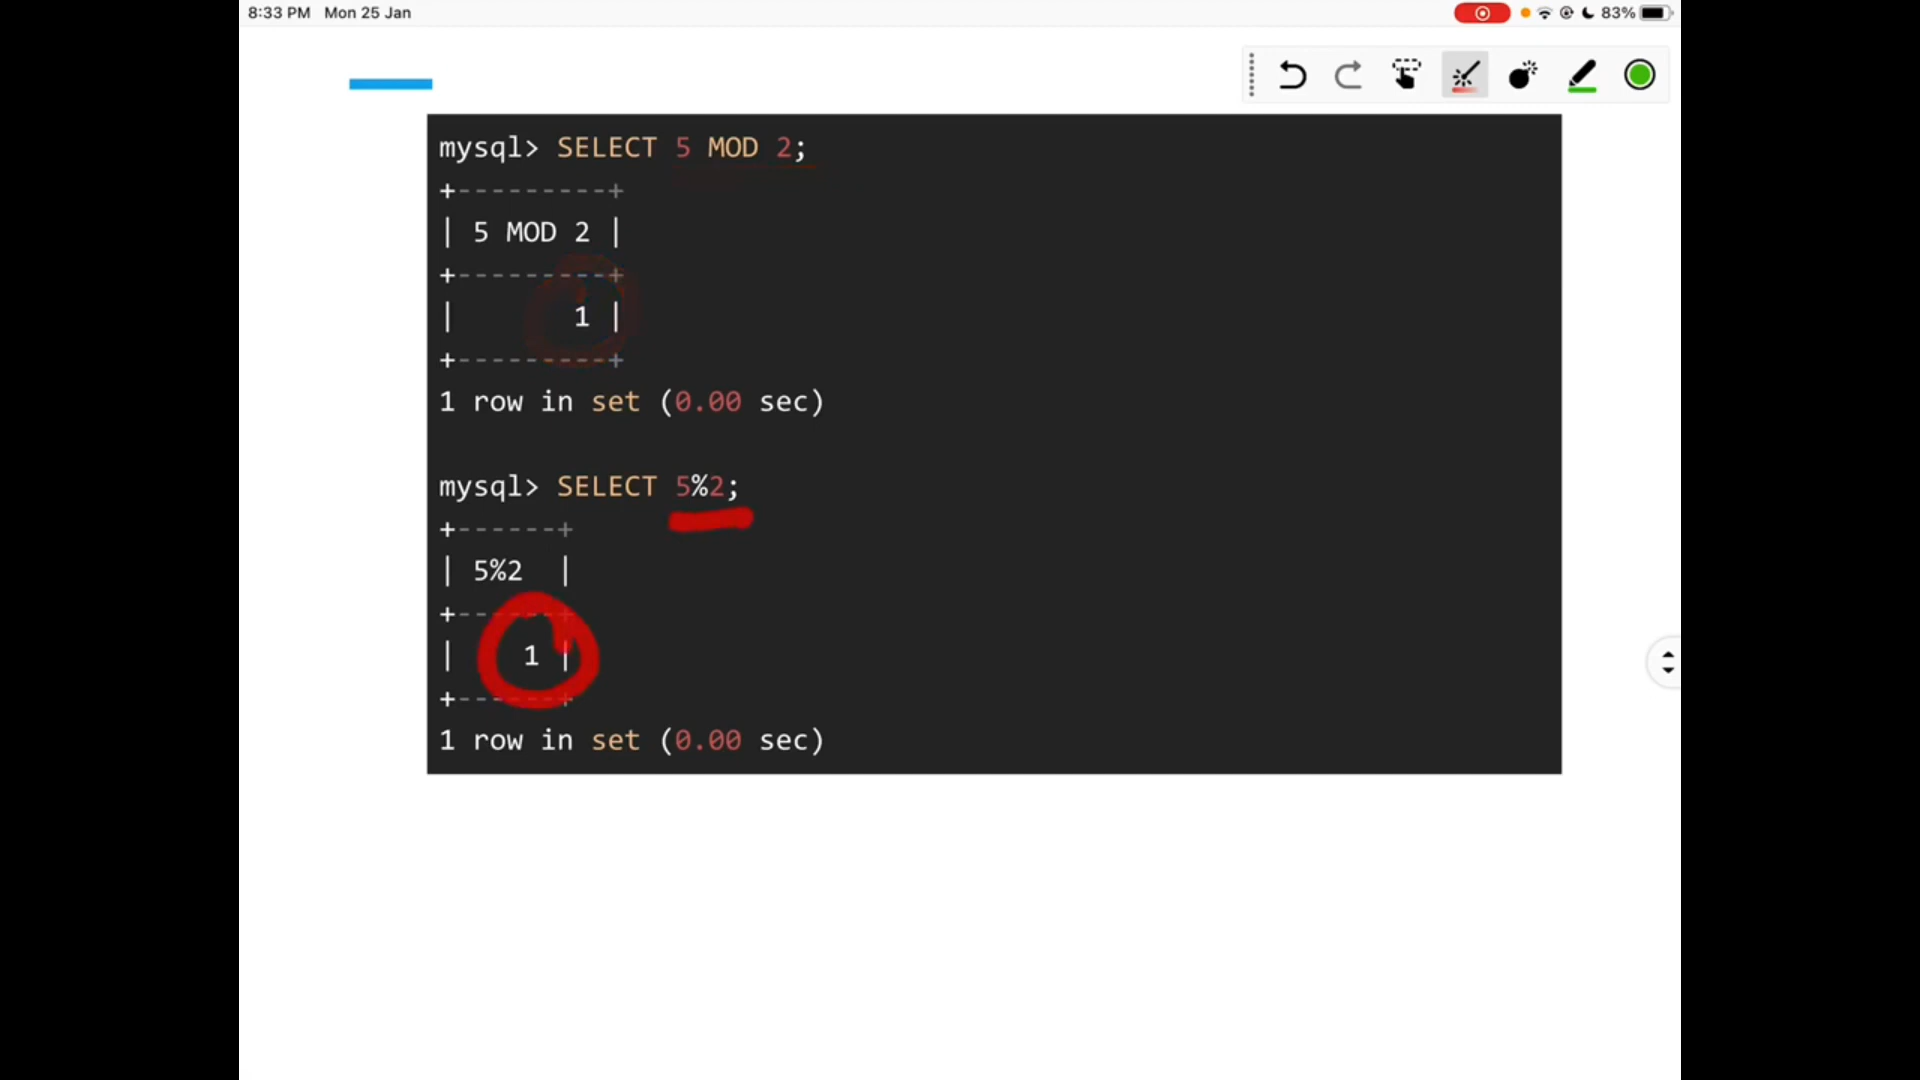 8:33 PM Mon 25 Jan 83%
mysql> SELECT 5 MOD 2;
+----------+
| 5 MOD 2 |
+----------+
| 1 |
+----------+
1 row in set (0.00 sec)
mysql> SELECT 5%2;
+------+
| 5%2 |
+------+
| 1 |
+------+
1 row in set (0.00 sec)